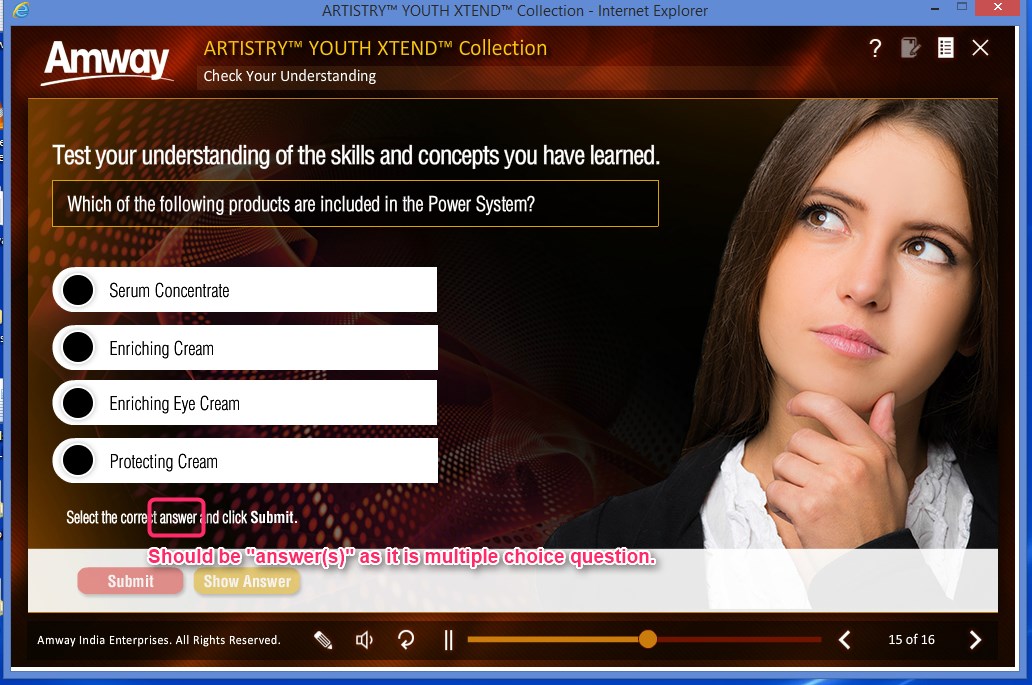 ARTISTRY™ YOUTH XTEND™ Collection - Internet Explorer
Amway
ARTISTRY™ YOUTH XTEND™ Collection
?
Check Your Understanding
Test your understanding of the skills and concepts you have learned.
Which of the following products are included in the Power System?
Serum Concentrate
Enriching Cream
Enriching Eye Cream
Protecting Cream
Select the correct answer and click Submit.
Should be "answer(s)" as it is multiple choice question.
Submit
Show Answer
Amway India Enterprises. All Rights Reserved.
15 of 16